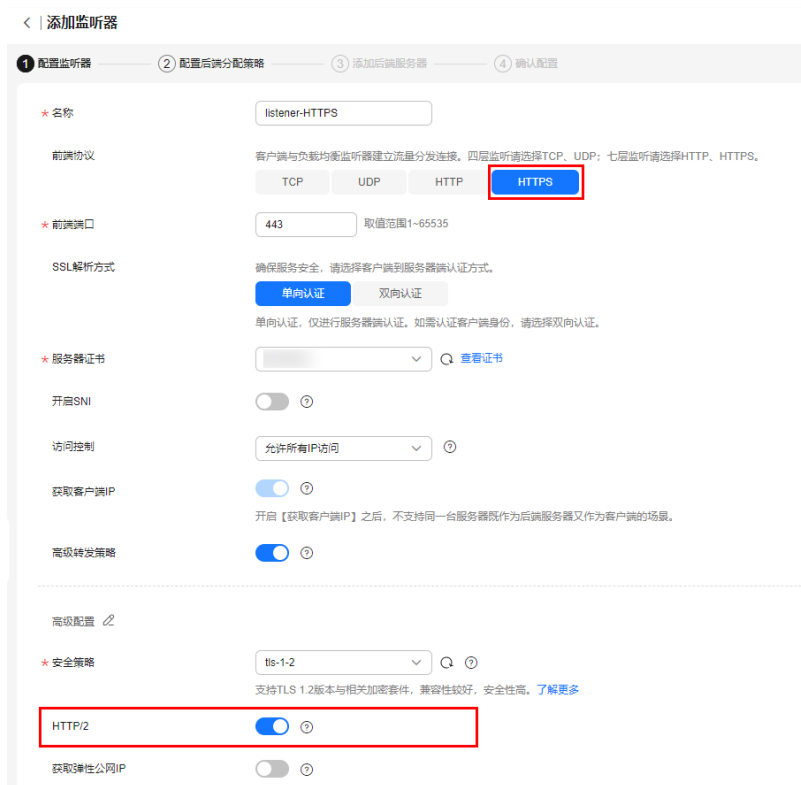 < | 添加监听器
1 配置监听器 2 配置后端分配策略 3 添加后端服务器 4 确认配置
* 名称 listener-HTTPS
前端协议 客户端与负载均衡监听器建立流量分发连接。四层监听请选择TCP、UDP；七层监听请选择HTTP、HTTPS。
TCP UDP HTTP HTTPS
* 前端端口 443 取值范围1~65535
SSL解析方式 确保服务安全，请选择客户端到服务器端认证方式。
单向认证 双向认证
单向认证，仅进行服务器端认证。如需认证客户端身份，请选择双向认证。
* 服务器证书 查看证书
开启SNI ?
访问控制 允许所有IP访问 ?
获取客户端IP ?
开启【获取客户端IP】之后，不支持同一台服务器既作为后端服务器又作为客户端的场景。
高级转发策略 ?
高级配置
* 安全策略 tls-1-2 ?
支持TLS 1.2版本与相关加密套件，兼容性较好，安全性高。了解更多
HTTP/2 ?
获取弹性公网IP ?